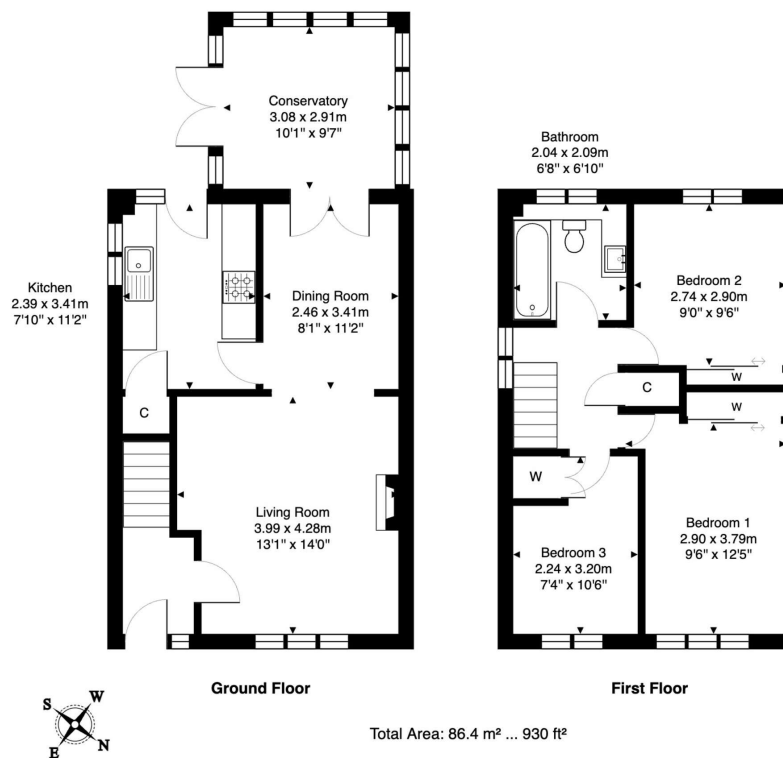 Conservatory
3.08 x 2.91m
10'1" x 9'7"
Kitchen
2.39 x 3.41m
7'10" x 11'2"
Dining Room
2.46 x 3.41m
8'1" x 11'2"
C
Living Room
3.99 x 4.28m
13'1" x 14'0"
Ground Floor
Bathroom
2.04 x 2.09m
6'8" x 6'10"
Bedroom 2
2.74 x 2.90m
9'0" x 9'6"
W
C
W
W
Bedroom 1
2.90 x 3.79m
9'6" x 12'5"
Bedroom 3
2.24 x 3.20m
7'4" x 10'6"
First Floor
S W
E N
Total Area: 86.4 m² ... 930 ft²